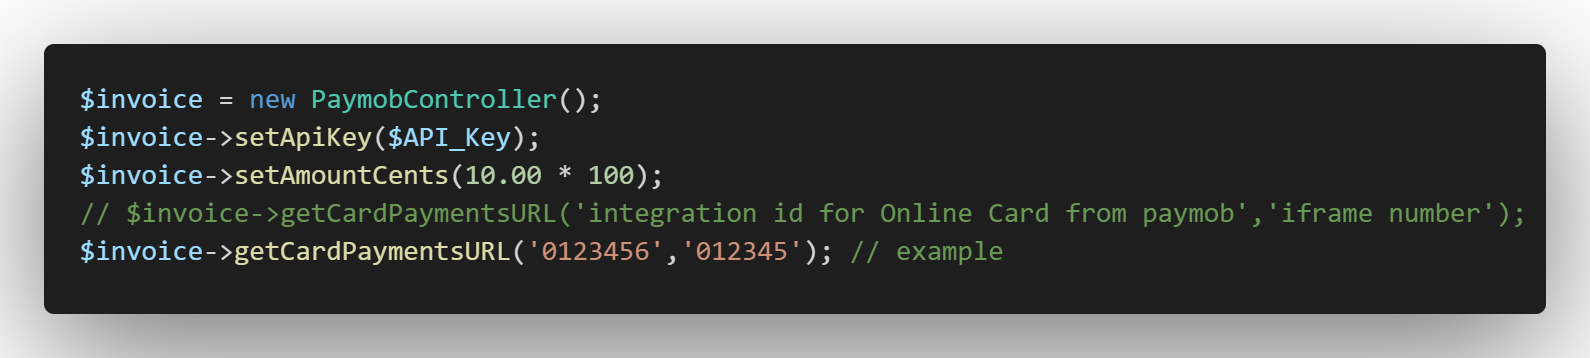 $invoice = new PaymobController();
$invoice->setApiKey($API_Key);
$invoice->setAmountCents(10.00 * 100);
// $invoice->getCardPaymentsURL('integration id for Online Card from paymob','iframe number');
$invoice->getCardPaymentsURL('0123456','012345'); // example